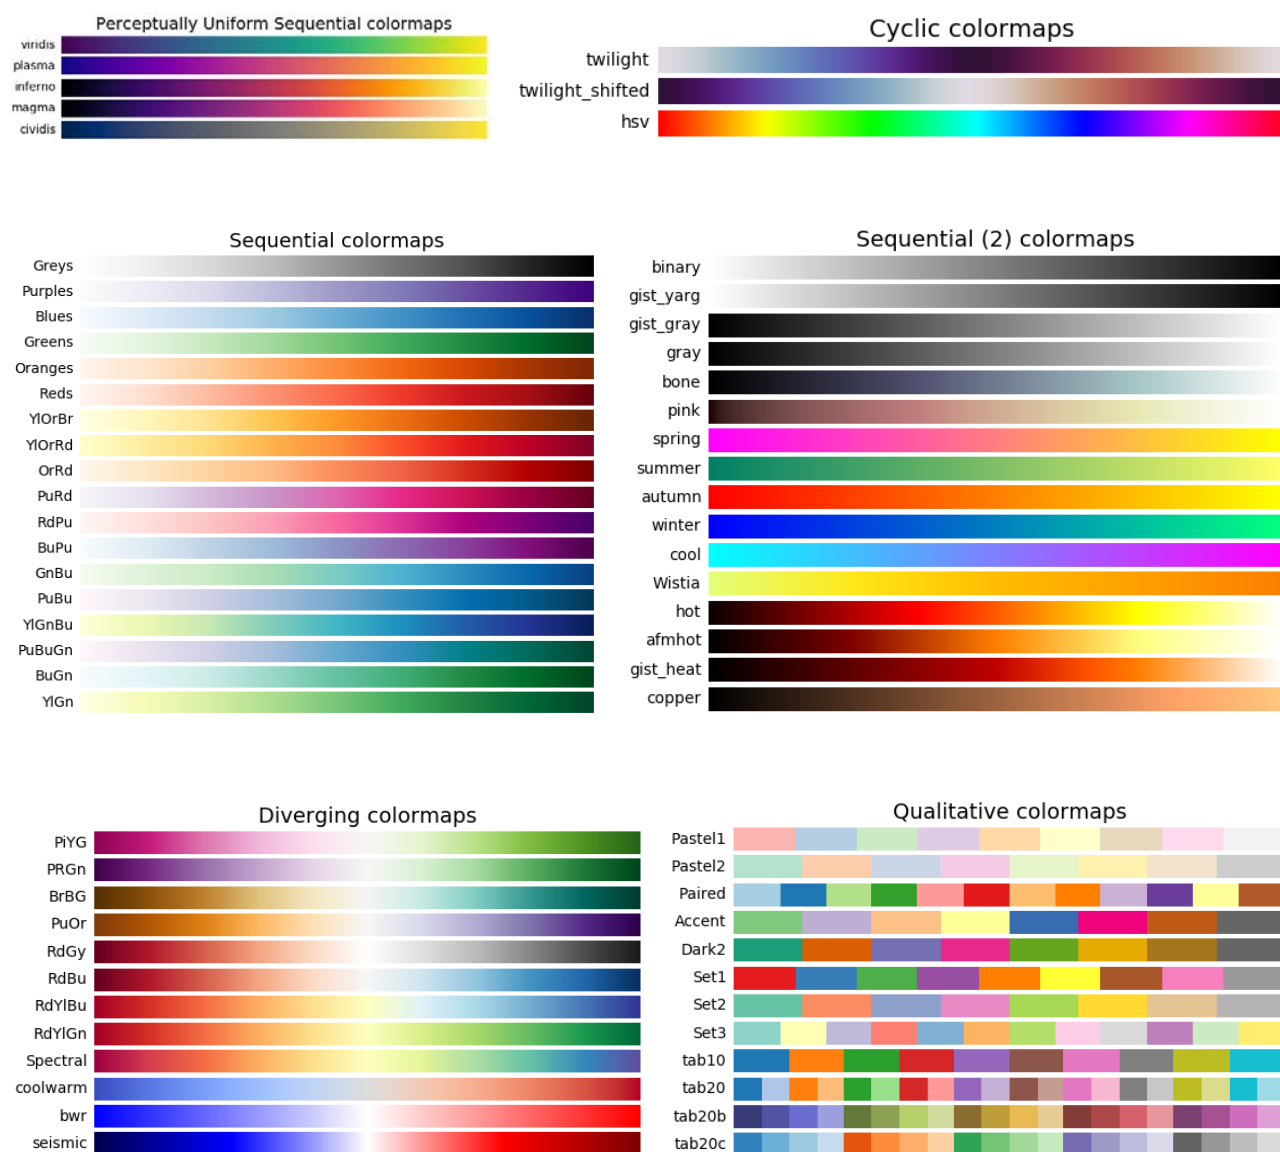 Perceptually Uniform Sequential colormaps
viridis
plasma
inferno
magma
cividis
Cyclic colormaps
twilight
twilight_shifted
hsv
Sequential colormaps
Greys
Purples
Blues
Greens
Oranges
Reds
YlOrBr
YlOrRd
OrRd
PuRd
RdPu
BuPu
GnBu
PuBu
YlGnBu
PuBuGn
BuGn
YlGn
Sequential (2) colormaps
binary
gist_yarg
gist_gray
gray
bone
pink
spring
summer
autumn
winter
cool
Wistia
hot
afmhot
gist_heat
copper
Diverging colormaps
PiYG
PRGn
BrBG
PuOr
RdGy
RdBu
RdYlBu
RdYlGn
Spectral
coolwarm
bwr
seismic
Qualitative colormaps
Pastel1
Pastel2
Paired
Accent
Dark2
Set1
Set2
Set3
tab10
tab20
tab20b
tab20c